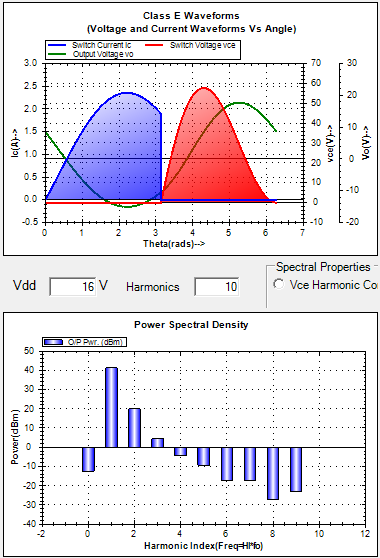 Class E Waveforms
(Voltage and Current Waveforms Vs Angle)
Switch Current ic Switch Voltage vce
Output Voltage vo
3.0 70 30
2.5 60
2.0 50 20
40 10
1.5 30
1.0 20 0
0.5 10
-10
0.0 0
-0.5 -10 -20
0 1 2 3 4 5 6 7
Ic(A)-->
vce(V)-->
Vo(V)-->
Theta(rads)-->
Spectral Properties
Vdd 16 V Harmonics 10 Vce Harmonic Co
Power Spectral Density
O/P Pwr. (dBm)
50
40
30
20
10
0
-10
-20
-30
-40
Power(dBm)
-2 0 2 4 6 8 10 12
Harmonic Index(Freq=HI*fo)